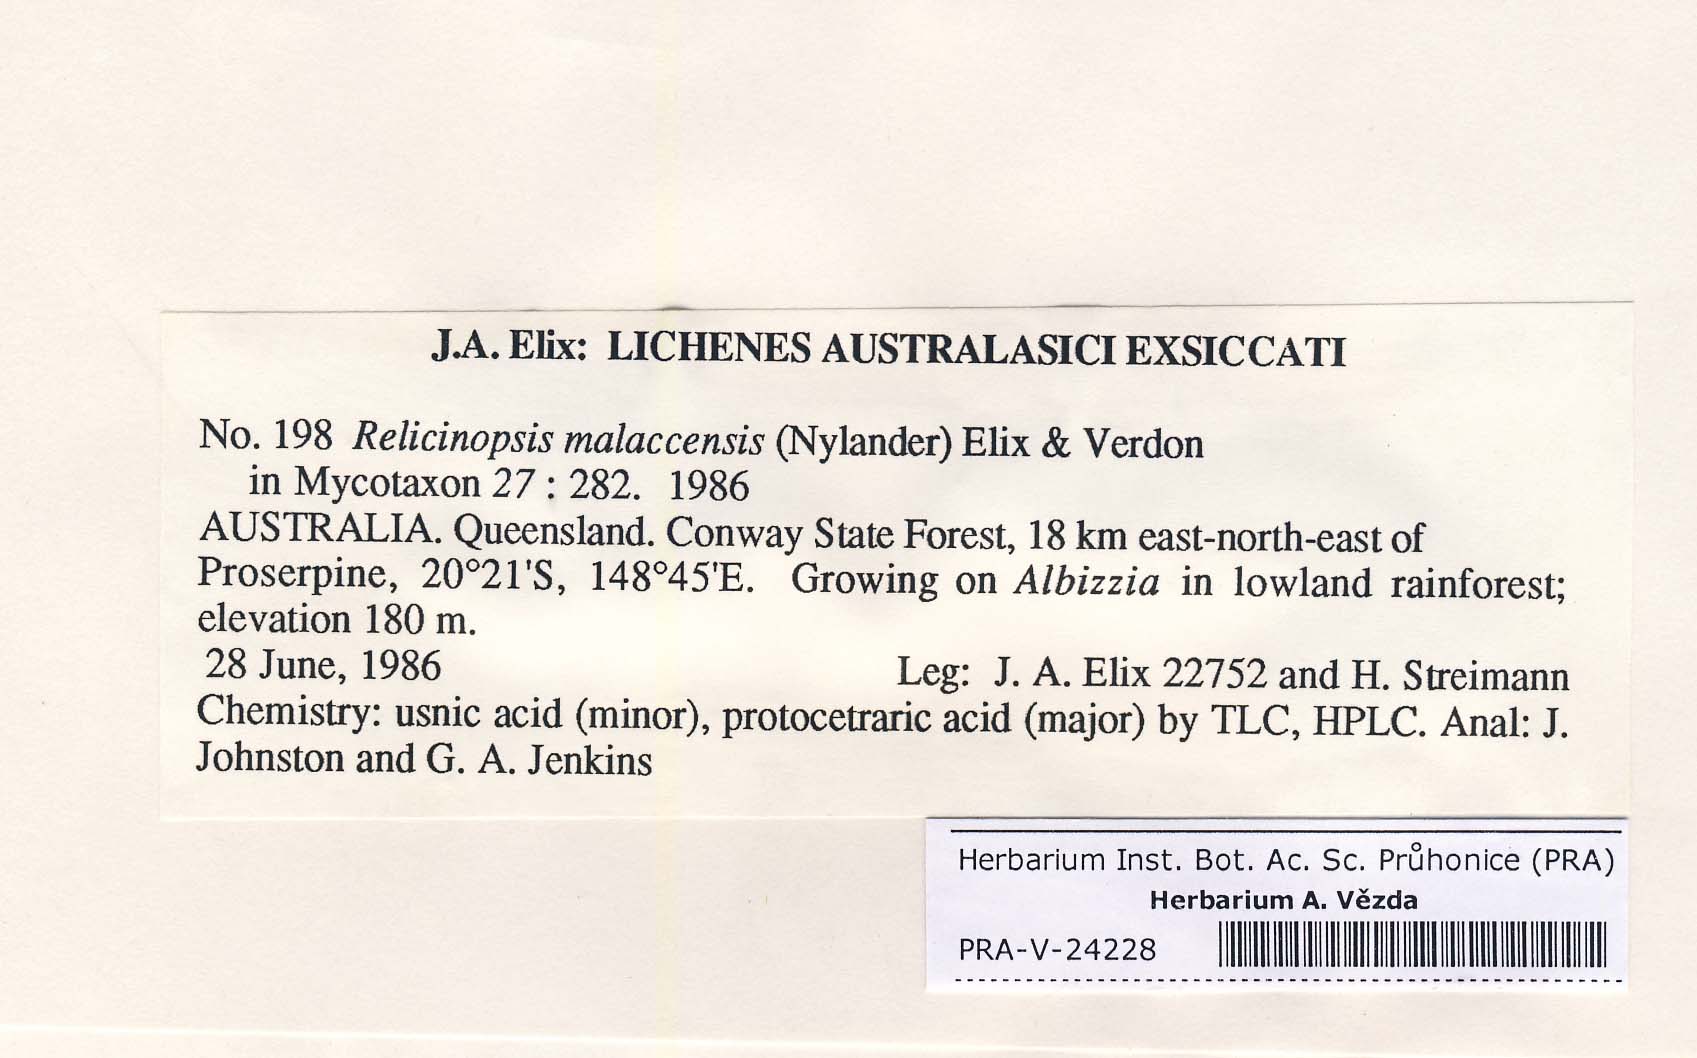 J.A. Elix: LICHENES AUSTRALASICI EXSICCATI
No. 198 Relicinopsis malaccensis (Nylander) Elix & Verdon
in Mycotaxon 27 : 282. 1986
AUSTRALIA. Queensland. Conway State Forest, 18 km east-north-east of
Proserpine, 20°21'S, 148°45'E. Growing on Albizzia in lowland rainforest;
elevation 180 m.
28 June, 1986 Leg: J. A. Elix 22752 and H. Streimann
Chemistry: usnic acid (minor), protocetraric acid (major) by TLC, HPLC. Anal: J.
Johnston and G. A. Jenkins
Herbarium Inst. Bot. Ac. Sc. Průhonice (PRA)
Herbarium A. Vězda
PRA-V-24228